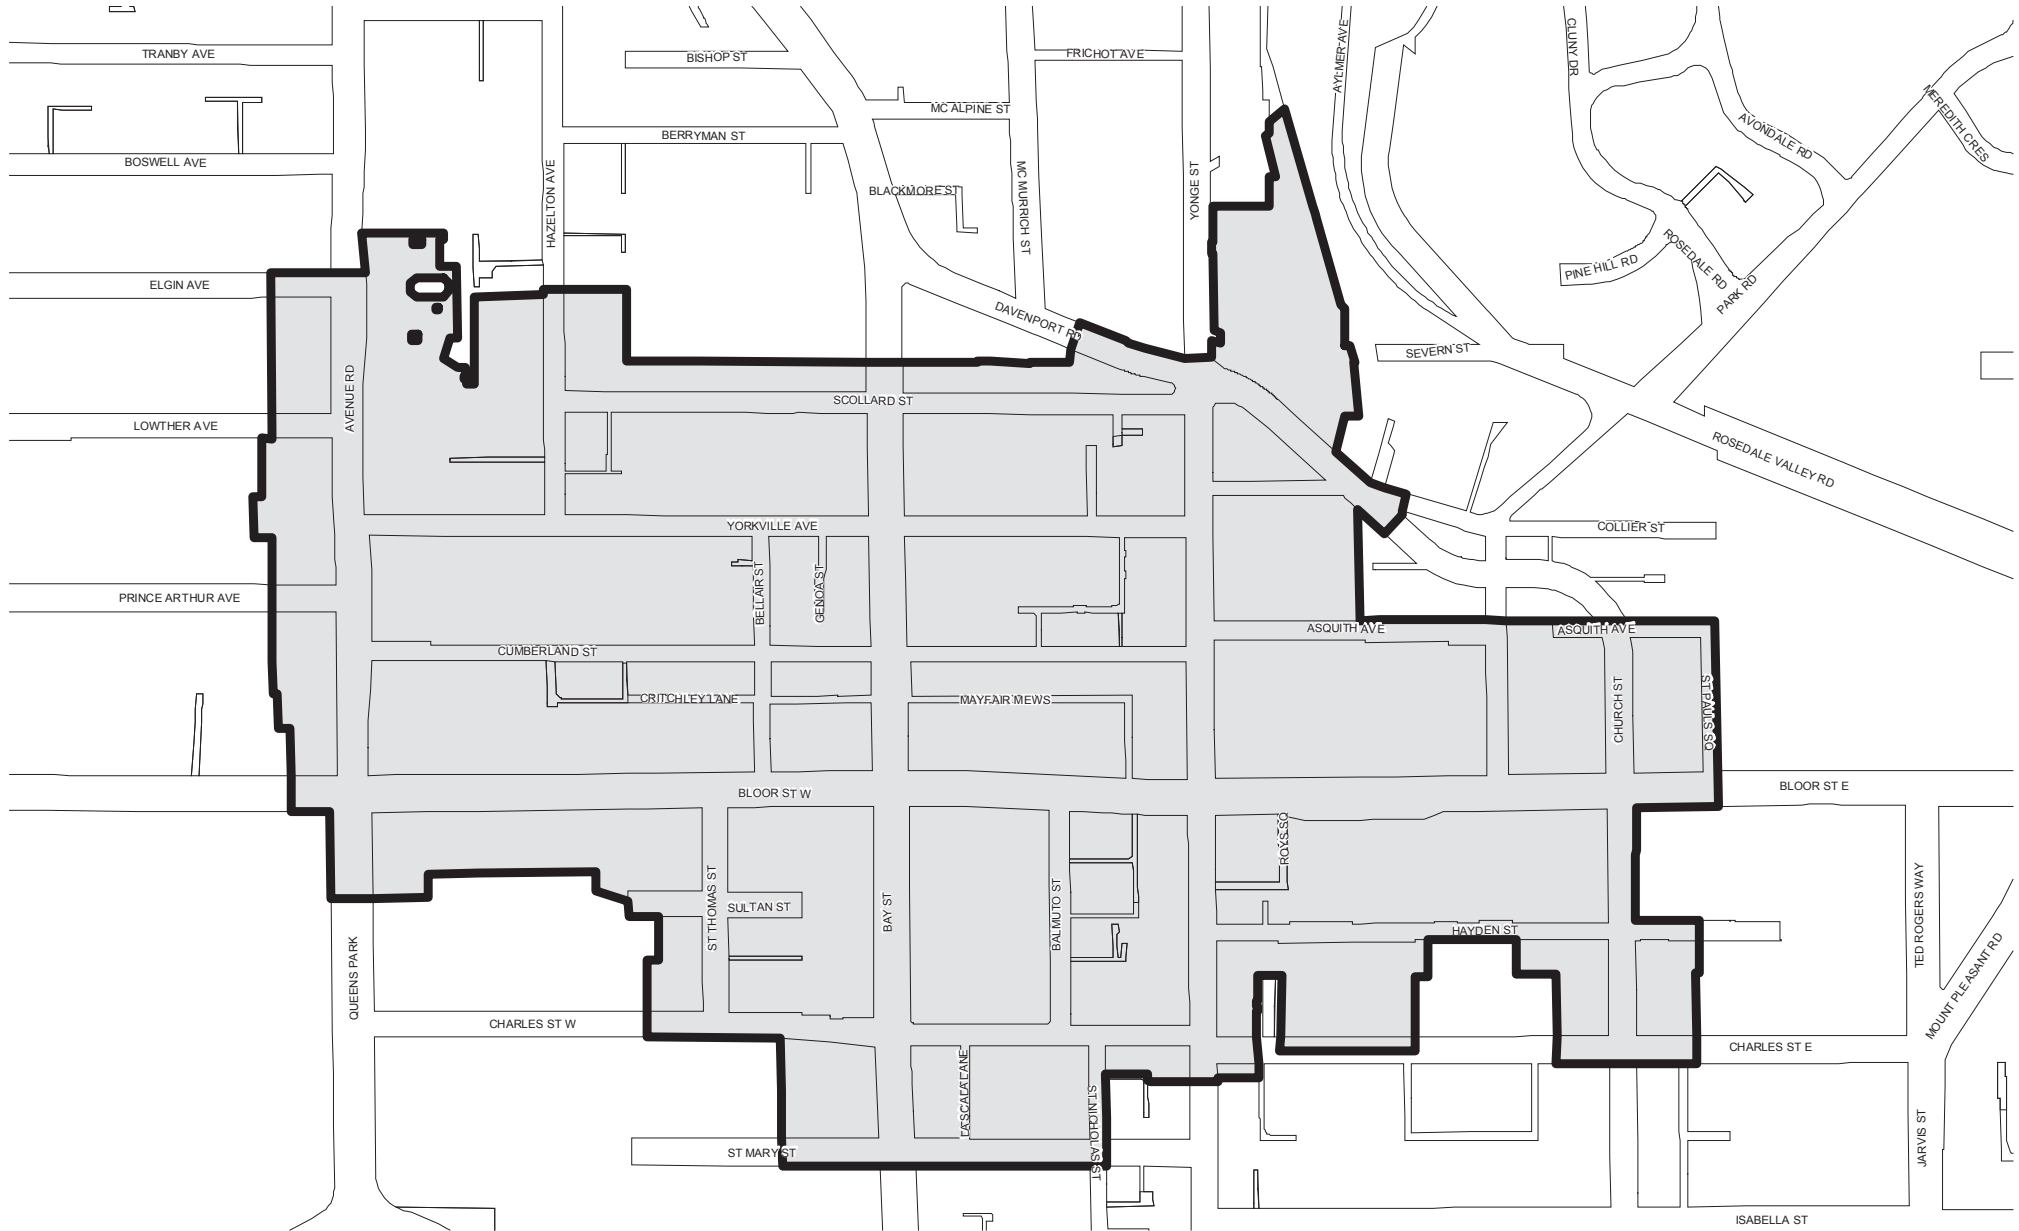 TRANBY AVE
BISHOP ST
FRICHOT AVE
AYLMER AVE
CLUNY DR
MEREDITH CRES
MC ALPINE ST
BERRYMAN ST
AVONDALE RD
BOSWELL AVE
HAZELTON AVE
BLACKMORE ST
MC MURRICH ST
YONGE ST
ROSEDALE RD
PINE HILL RD
PARK RD
ELGIN AVE
DAVENPORT RD
SEVERN ST
AVENUE RD
SCOLLARD ST
LOWTHER AVE
ROSEDALE VALLEY RD
YORKVILLE AVE
COLLIER ST
BELLAIR ST
GENOA ST
PRINCE ARTHUR AVE
ASQUITH AVE
ASQUITH AVE
CUMBERLAND ST
CRITCHLEY LANE
MAYFAIR MEWS
CHURCH ST
ST PAULS SQ
BLOOR ST W
BLOOR ST E
ROYS SQ
ST THOMAS ST
SULTAN ST
BAY ST
BALMUTO ST
HAYDEN ST
TED ROGERS WAY
QUEENS PARK
MOUNT PLEASANT RD
CHARLES ST W
CHARLES ST E
LA SCALA LANE
ST NICHOLAS ST
JARVIS ST
ST MARY ST
ISABELLA ST